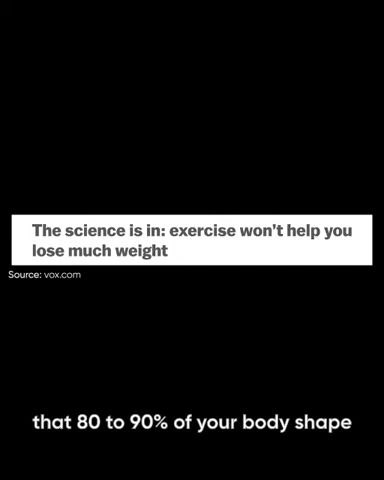 The science is in: exercise won't help you
lose much weight
Source: vox.com
that 80 to 90% of your body shape